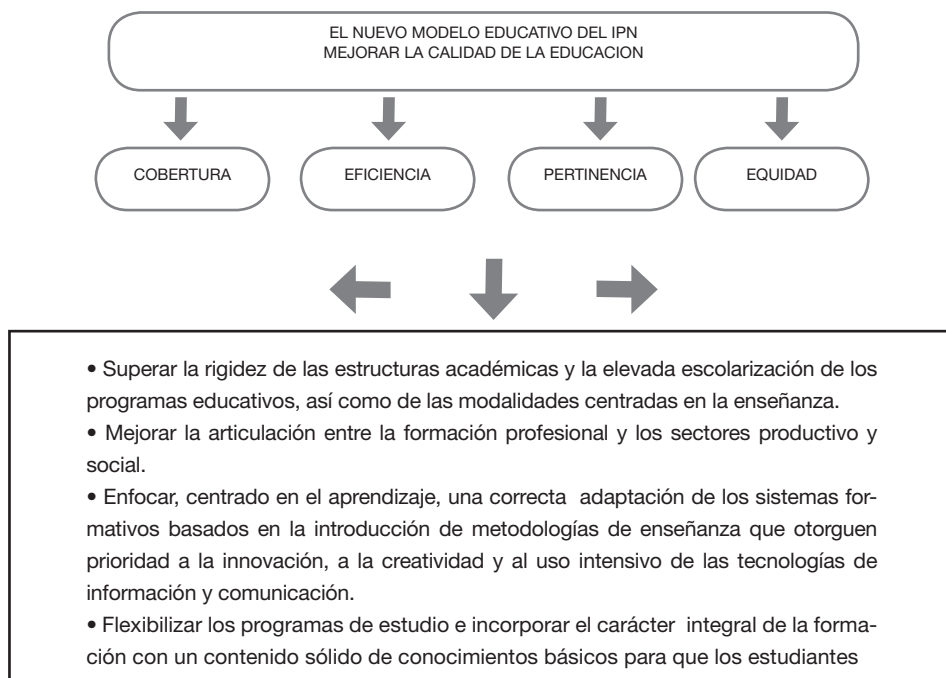 EL NUEVO MODELO EDUCATIVO DEL IPN
MEJORAR LA CALIDAD DE LA EDUCACION
COBERTURA
EFICIENCIA
PERTINENCIA
EQUIDAD
• Superar la rigidez de las estructuras académicas y la elevada escolarización de los
programas educativos, así como de las modalidades centradas en la enseñanza.
• Mejorar la articulación entre la formación profesional y los sectores productivo y
social.
• Enfocar, centrado en el aprendizaje, una correcta adaptación de los sistemas for-
mativos basados en la introducción de metodologías de enseñanza que otorguen
prioridad a la innovación, a la creatividad y al uso intensivo de las tecnologías de
información y comunicación.
• Flexibilizar los programas de estudio e incorporar el carácter integral de la forma-
ción con un contenido sólido de conocimientos básicos para que los estudiantes